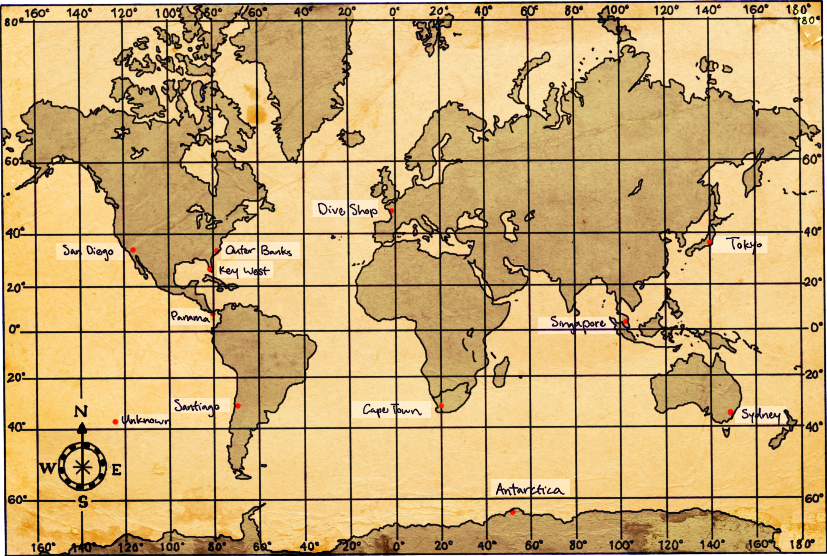 160° 140° 120° 100° 80° 60° 40° 20° 0° 20° 40° 60° 80° 100° 120° 140° 160° 180°
80° 80°
60° 60°
Dive Shop
40° 40°
San Diego Outer Banks Tokyo
Key West
20° 20°
Panama Singapore
0° 0°
20° 20°
Santiago Cape Town Sydney
N Unknown
40° 40°
W E
S
Antarctica
60° 60°
160° 140° 120° 100° 80° 60° 40° 20° 0° 20° 40° 60° 80° 100° 120° 140° 160° 180°